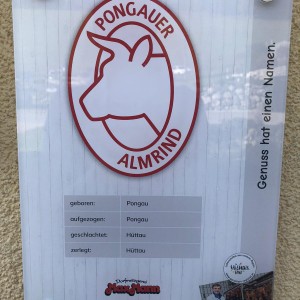 PONGAUER
ALMRIND
Genuss hat einen Namen.
geboren: Pongau
aufgezogen: Pongau
geschlachtet: Hüttau
zerlegt: Hüttau